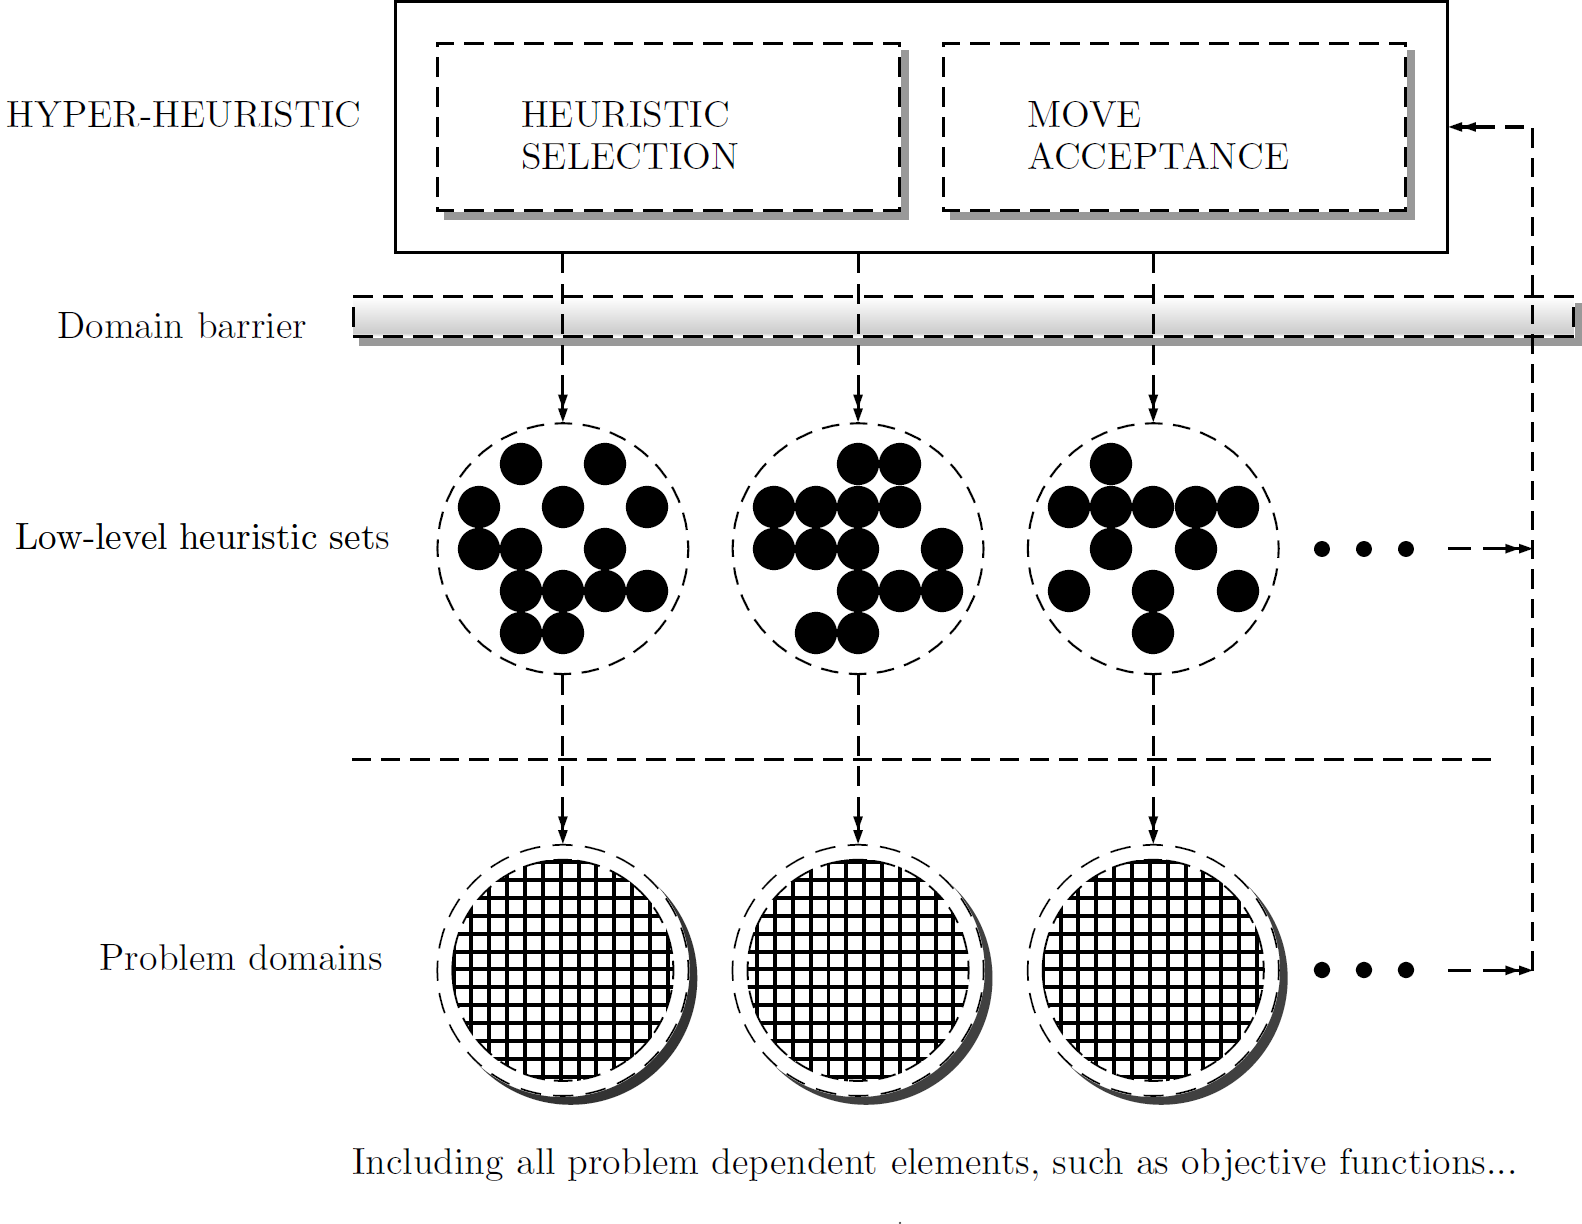 HYPER-HEURISTIC
HEURISTIC
SELECTION
MOVE
ACCEPTANCE
Domain barrier
Low-level heuristic sets
Problem domains
Including all problem dependent elements, such as objective functions...